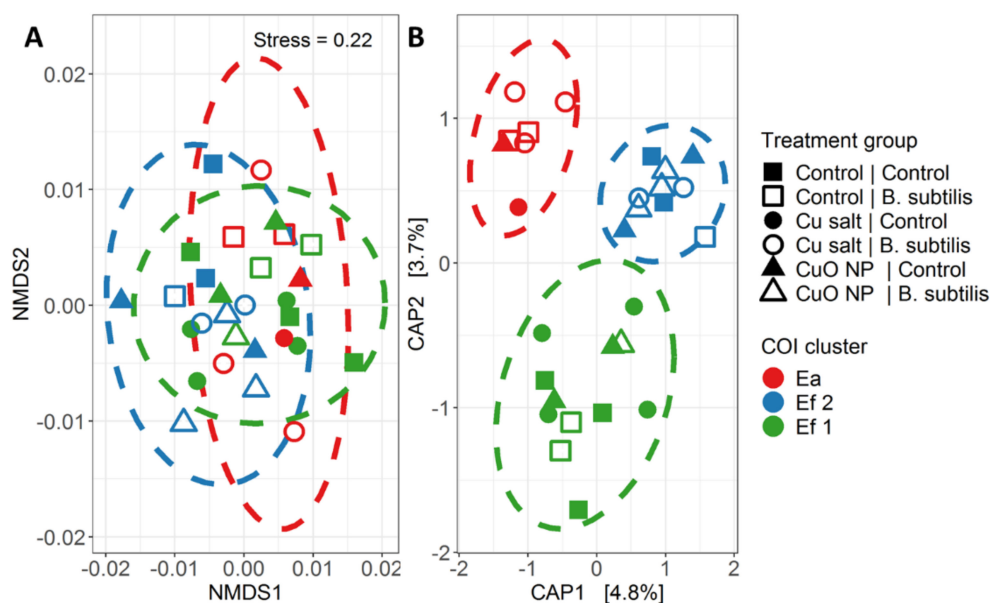 A
Stress = 0.22
0.02
0.01
0.00
-0.01
-0.02
NMDS2
-0.02 -0.01 0.00 0.01 0.02
NMDS1
B
1
0
-1
-2
CAP2 [3.7%]
-2 -1 0 1 2
CAP1 [4.8%]
Treatment group
Control | Control
Control | B. subtilis
Cu salt | Control
Cu salt | B. subtilis
CuO NP | Control
CuO NP | B. subtilis
COI cluster
Ea
Ef 2
Ef 1